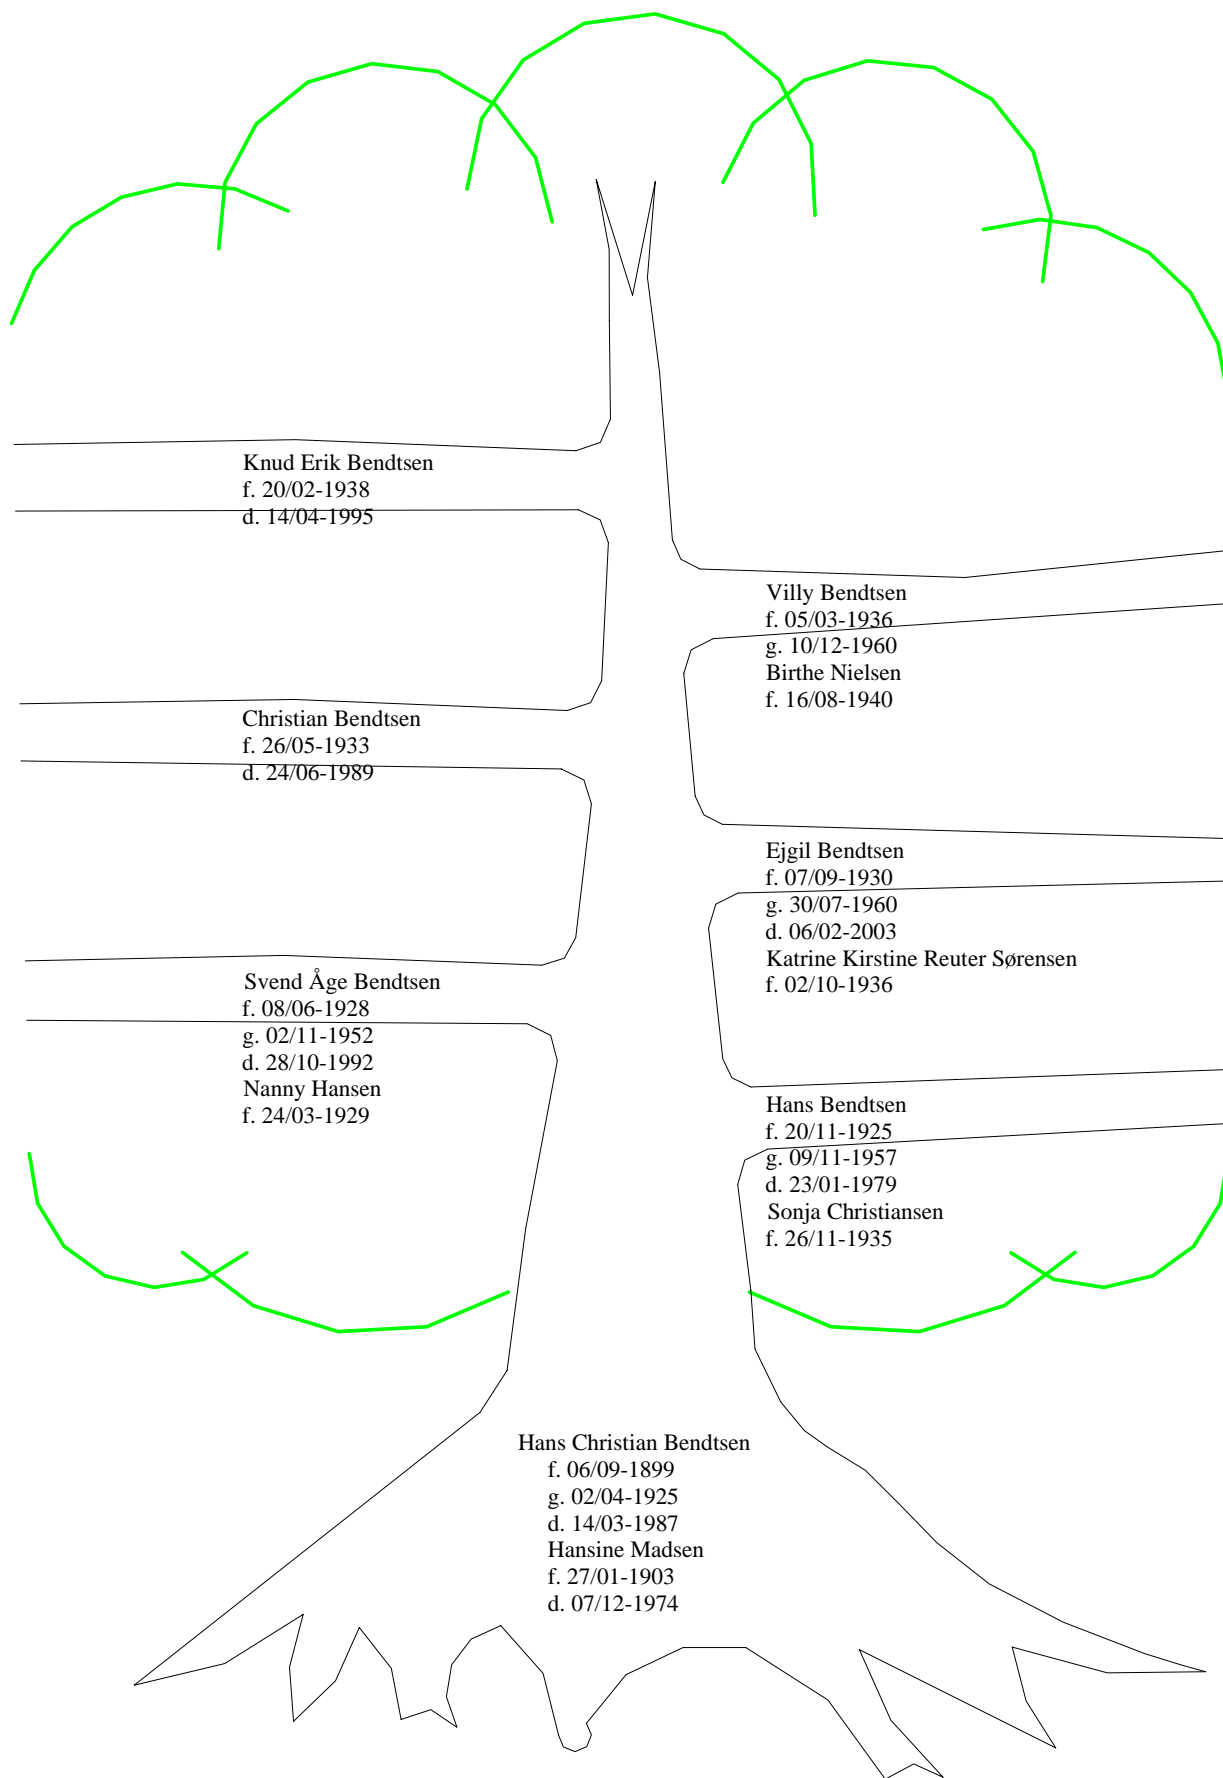 Knud Erik Bendtsen
f. 20/02-1938
d. 14/04-1995
Villy Bendtsen
f. 05/03-1936
g. 10/12-1960
Birthe Nielsen
f. 16/08-1940
Christian Bendtsen
f. 26/05-1933
d. 24/06-1989
Ejgil Bendtsen
f. 07/09-1930
g. 30/07-1960
d. 06/02-2003
Katrine Kirstine Reuter Sørensen
f. 02/10-1936
Svend Åge Bendtsen
f. 08/06-1928
g. 02/11-1952
d. 28/10-1992
Nanny Hansen
f. 24/03-1929
Hans Bendtsen
f. 20/11-1925
g. 09/11-1957
d. 23/01-1979
Sonja Christiansen
f. 26/11-1935
Hans Christian Bendtsen
f. 06/09-1899
g. 02/04-1925
d. 14/03-1987
Hansine Madsen
f. 27/01-1903
d. 07/12-1974